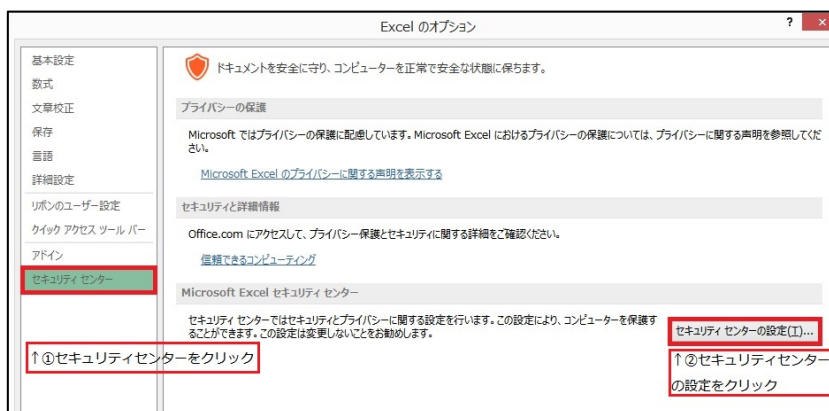 Excel のオプション
?
×
基本設定
数式
文章校正
保存
言語
詳細設定
リボンのユーザー設定
クイック アクセス ツール バー
アドイン
セキュリティ センター
ドキュメントを安全に守り、コンピューターを正常で安全な状態に保ちます。
プライバシーの保護
Microsoft ではプライバシーの保護に配慮しています。Microsoft Excel におけるプライバシーの保護については、プライバシーに関する声明を参照してくだ
さい。
Microsoft Excel のプライバシーに関する声明を表示する
セキュリティと詳細情報
Office.com にアクセスして、プライバシー保護とセキュリティに関する詳細をご確認ください。
信頼できるコンピューティング
Microsoft Excel セキュリティ センター
セキュリティ センターではセキュリティとプライバシーに関する設定を行います。この設定により、コンピューターを保護す
ることができます。この設定は変更しないことをお勧めします。
セキュリティ センターの設定(T)...
↑①セキュリティセンターをクリック
↑②セキュリティセンター
の設定をクリック